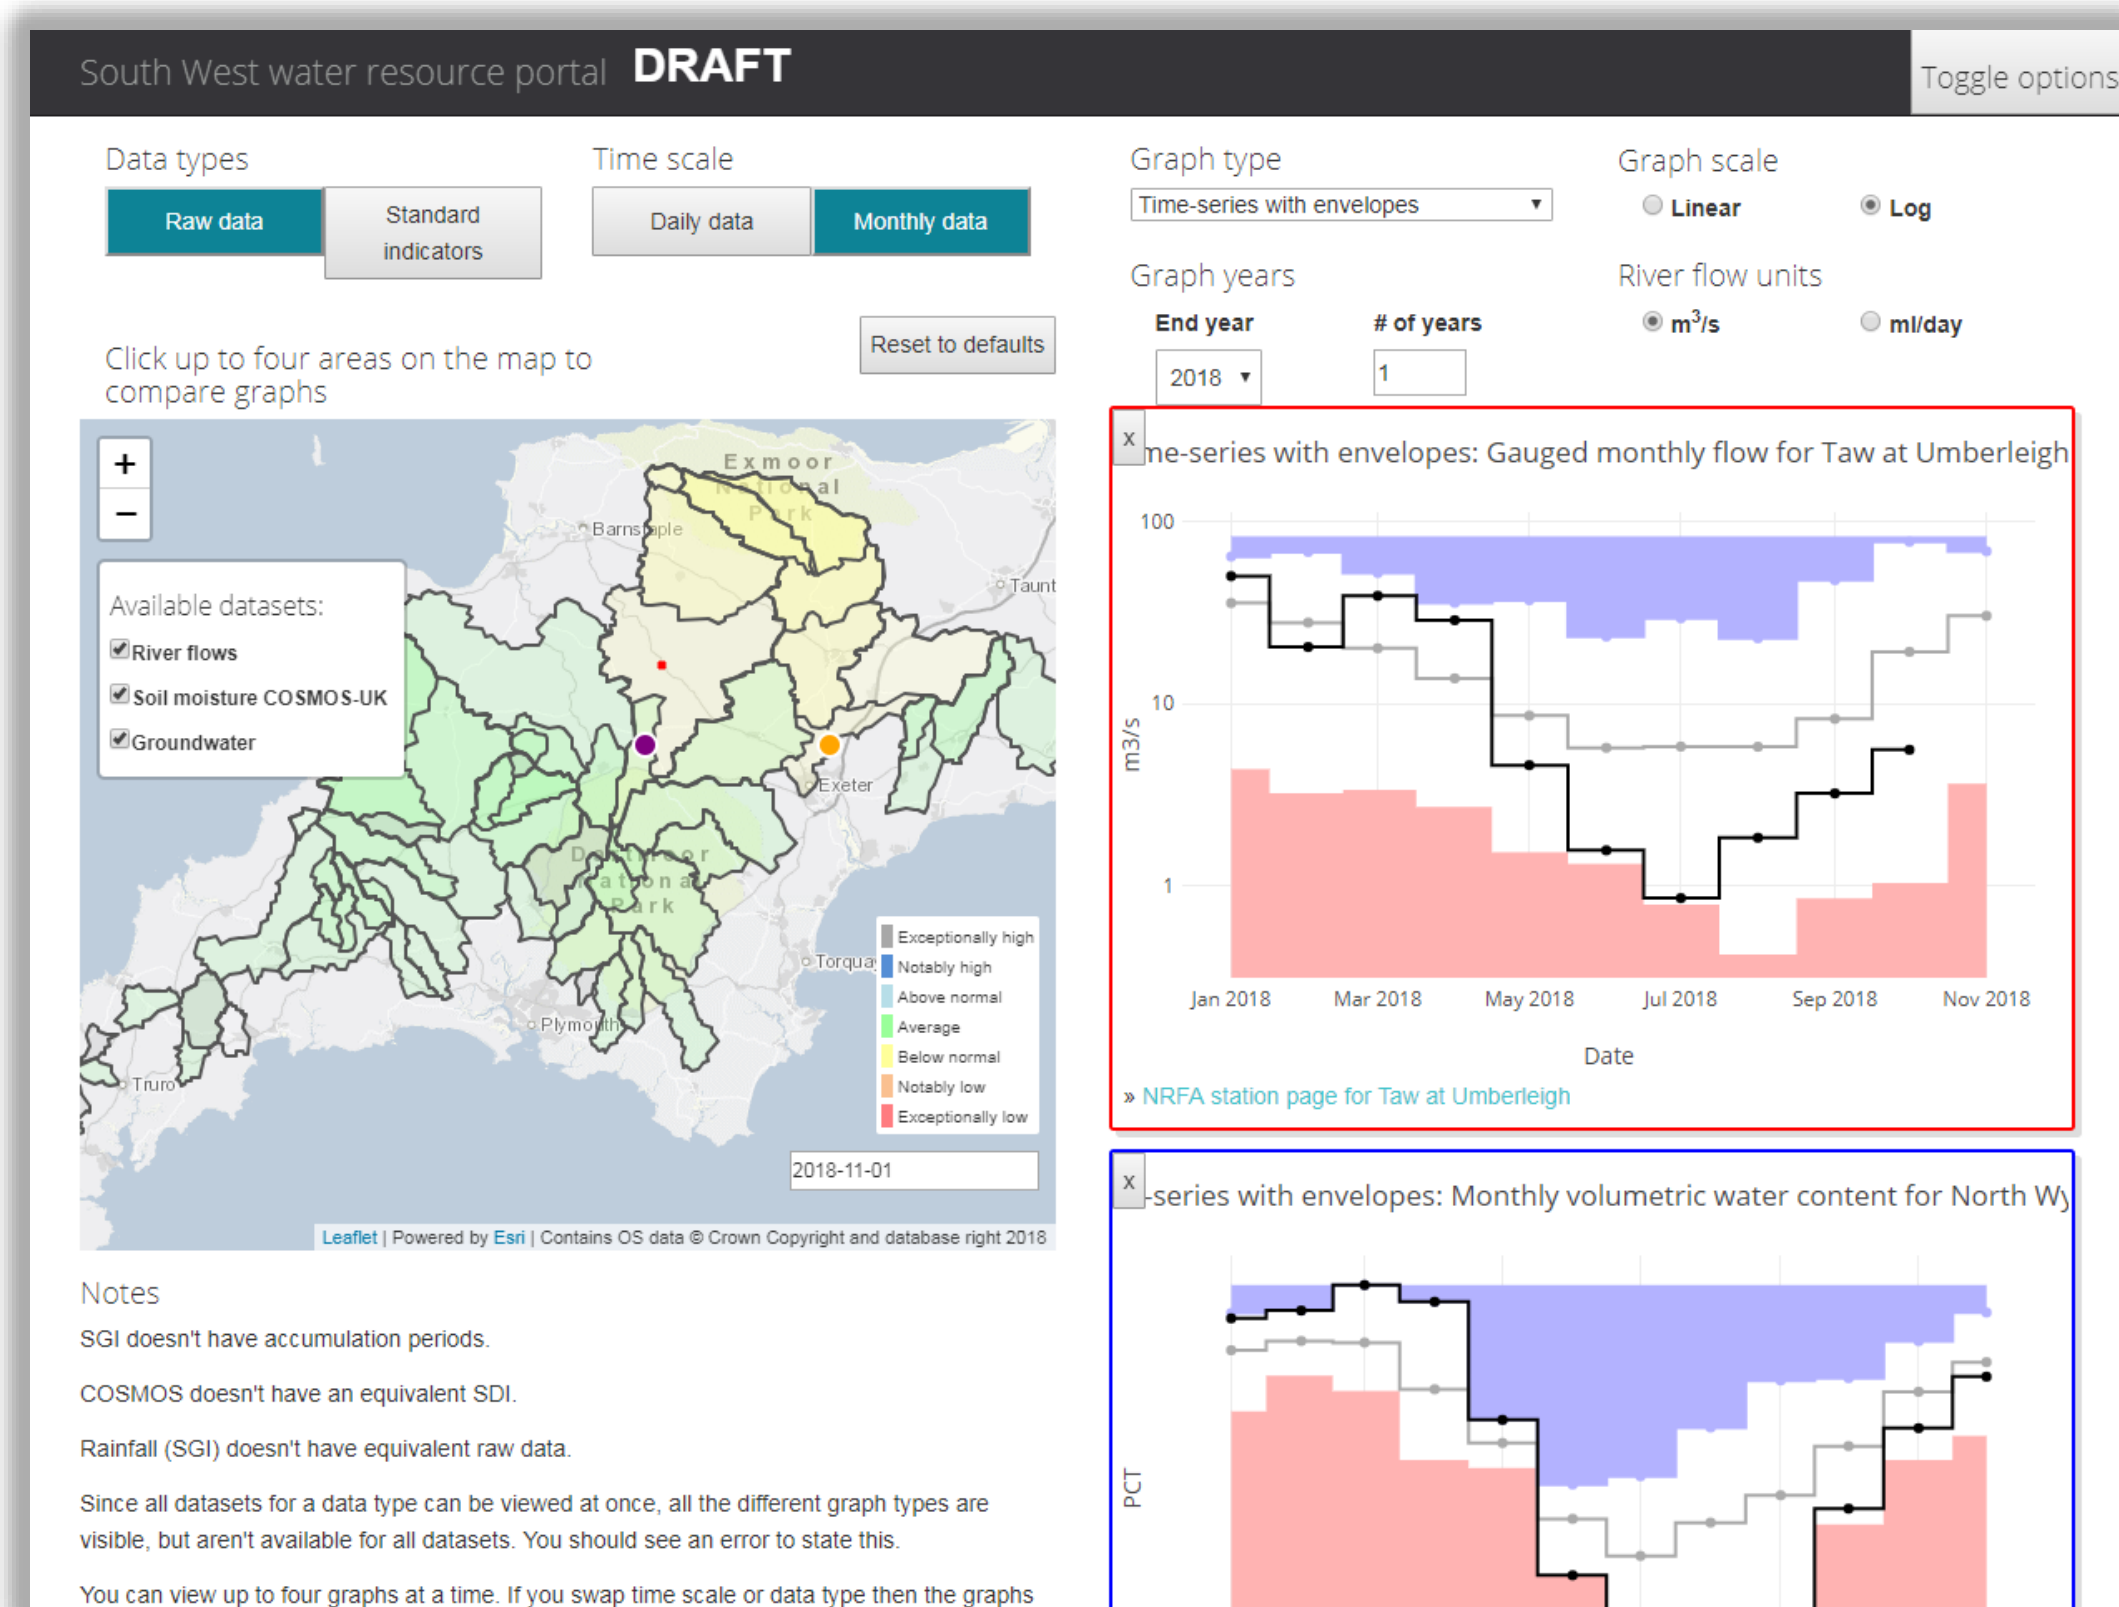 South West water resource portal DRAFT
Toggle options
Data types
Raw data
Standard
indicators
Time scale
Daily data
Monthly data
Graph type
Time-series with envelopes
Graph scale
Linear
Log
Graph years
End year
2018
# of years
1
River flow units
m³/s
ml/day
Click up to four areas on the map to
compare graphs
Reset to defaults
+
−
Available datasets:
River flows
Soil moisture COSMOS-UK
Groundwater
Exmoor
National
Park
Barnstaple
Taunt
Exeter
Dartmoor
National
Park
Torquay
Plymouth
Truro
Exceptionally high
Notably high
Above normal
Average
Below normal
Notably low
Exceptionally low
2018-11-01
Leaflet | Powered by Esri | Contains OS data © Crown Copyright and database right 2018
Notes
SGI doesn't have accumulation periods.
COSMOS doesn't have an equivalent SDI.
Rainfall (SGI) doesn't have equivalent raw data.
Since all datasets for a data type can be viewed at once, all the different graph types are
visible, but aren't available for all datasets. You should see an error to state this.
You can view up to four graphs at a time. If you swap time scale or data type then the graphs
x
me-series with envelopes: Gauged monthly flow for Taw at Umberleigh
100
10
1
m3/s
Jan 2018
Mar 2018
May 2018
Jul 2018
Sep 2018
Nov 2018
Date
» NRFA station page for Taw at Umberleigh
x
-series with envelopes: Monthly volumetric water content for North Wy
PCT